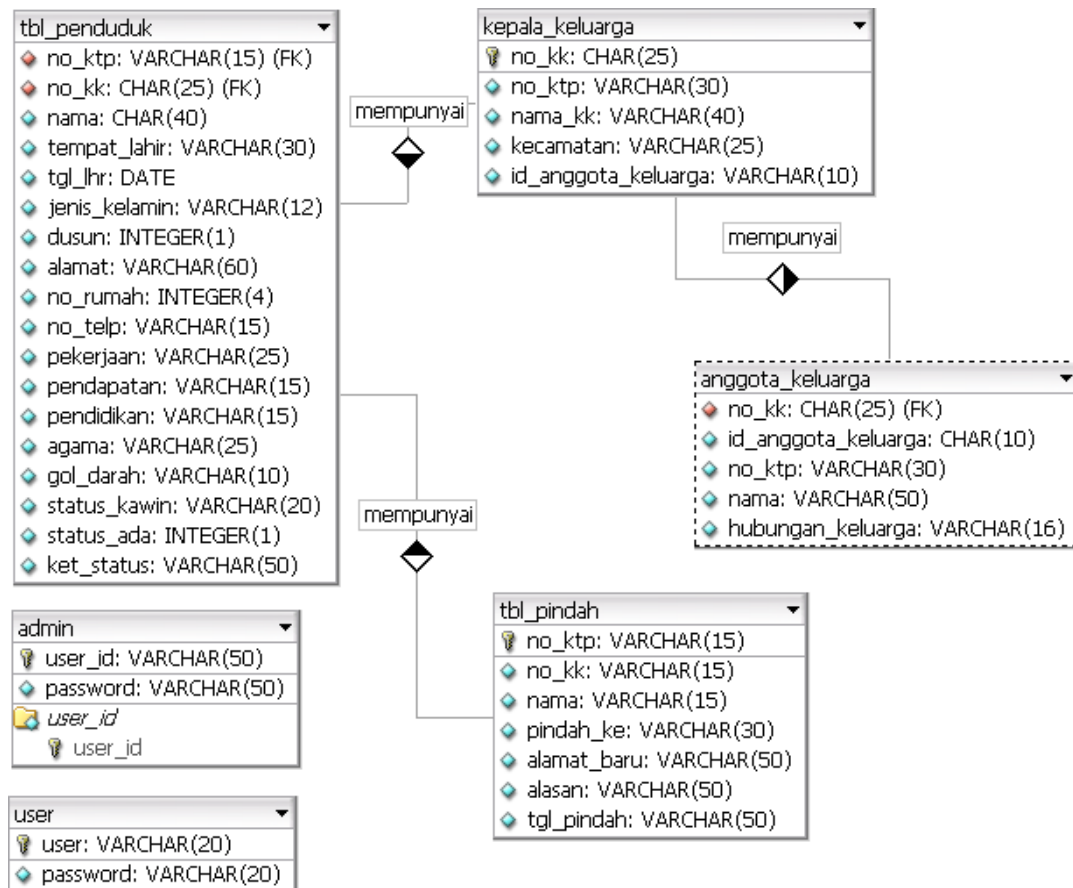 tbl_penduduk
no_ktp: VARCHAR(15) (FK)
no_kk: CHAR(25) (FK)
nama: CHAR(40)
tempat_lahir: VARCHAR(30)
tgl_lhr: DATE
jenis_kelamin: VARCHAR(12)
dusun: INTEGER(1)
alamat: VARCHAR(60)
no_rumah: INTEGER(4)
no_telp: VARCHAR(15)
pekerjaan: VARCHAR(25)
pendapatan: VARCHAR(15)
pendidikan: VARCHAR(15)
agama: VARCHAR(25)
gol_darah: VARCHAR(10)
status_kawin: VARCHAR(20)
status_ada: INTEGER(1)
ket_status: VARCHAR(50)
mempunyai
kepala_keluarga
no_kk: CHAR(25)
no_ktp: VARCHAR(30)
nama_kk: VARCHAR(40)
kecamatan: VARCHAR(25)
id_anggota_keluarga: VARCHAR(10)
mempunyai
anggota_keluarga
no_kk: CHAR(25) (FK)
id_anggota_keluarga: CHAR(10)
no_ktp: VARCHAR(30)
nama: VARCHAR(50)
hubungan_keluarga: VARCHAR(16)
mempunyai
tbl_pindah
no_ktp: VARCHAR(15)
no_kk: VARCHAR(15)
nama: VARCHAR(15)
pindah_ke: VARCHAR(30)
alamat_baru: VARCHAR(50)
alasan: VARCHAR(50)
tgl_pindah: VARCHAR(50)
admin
user_id: VARCHAR(50)
password: VARCHAR(50)
user_id
user_id
user
user: VARCHAR(20)
password: VARCHAR(20)